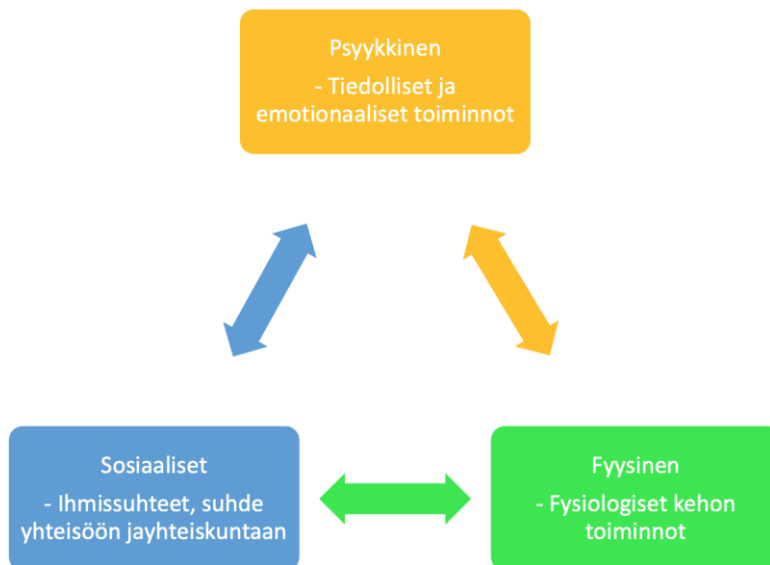 Psyykkinen
- Tiedolliset ja
emotionaaliset toiminnot
Sosiaaliset
- Ihmissuhteet, suhde
yhteisöön jayhteiskuntaan
Fyysinen
- Fysiologiset kehon
toiminnot